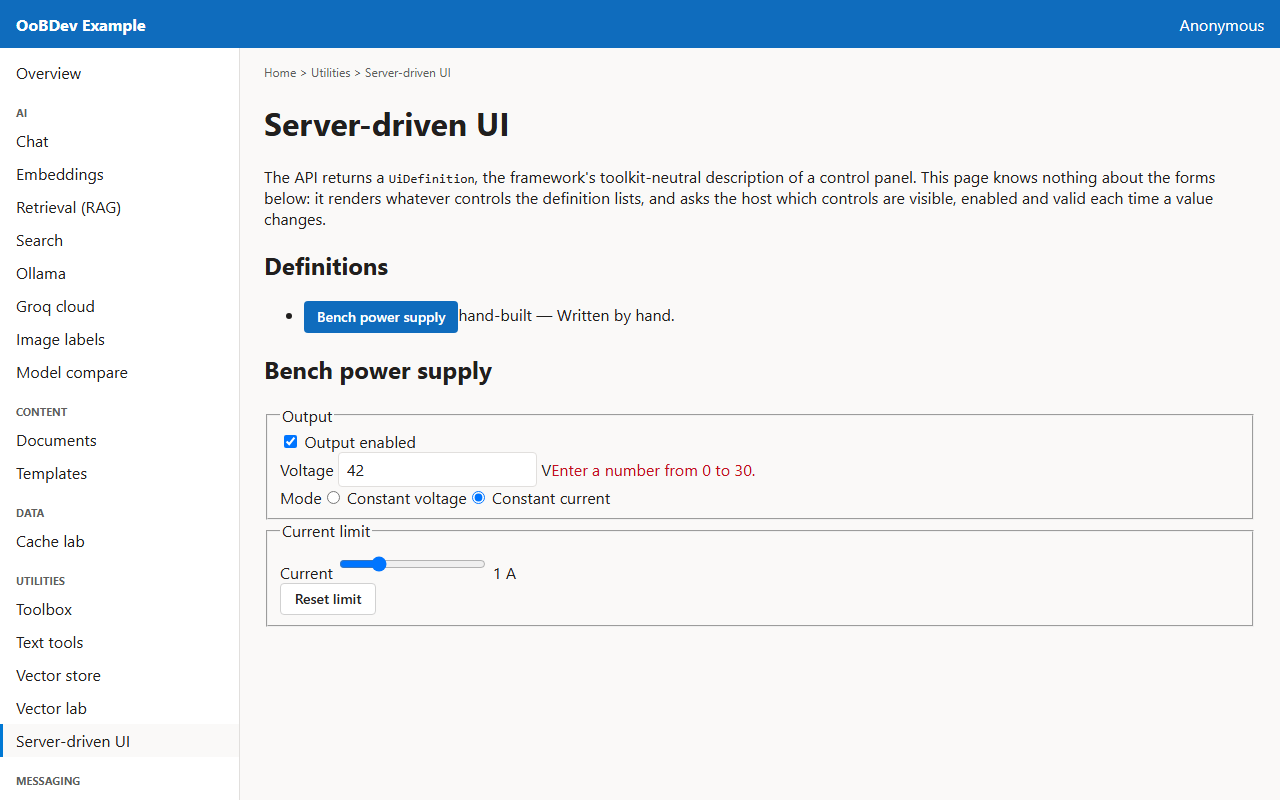 OoBDev Example
Anonymous
Overview
AI
Chat
Embeddings
Retrieval (RAG)
Search
Ollama
Groq cloud
Image labels
Model compare
CONTENT
Documents
Templates
DATA
Cache lab
UTILITIES
Toolbox
Text tools
Vector store
Vector lab
Server-driven UI
MESSAGING
Home > Utilities > Server-driven UI
Server-driven UI
The API returns a UiDefinition, the framework's toolkit-neutral description of a control panel. This page knows nothing about the forms
below: it renders whatever controls the definition lists, and asks the host which controls are visible, enabled and valid each time a value
changes.
Definitions
• Bench power supply hand-built — Written by hand.
Bench power supply
Output
Output enabled
Voltage 42 VEnter a number from 0 to 30.
Mode Constant voltage Constant current
Current limit
Current 1 A
Reset limit